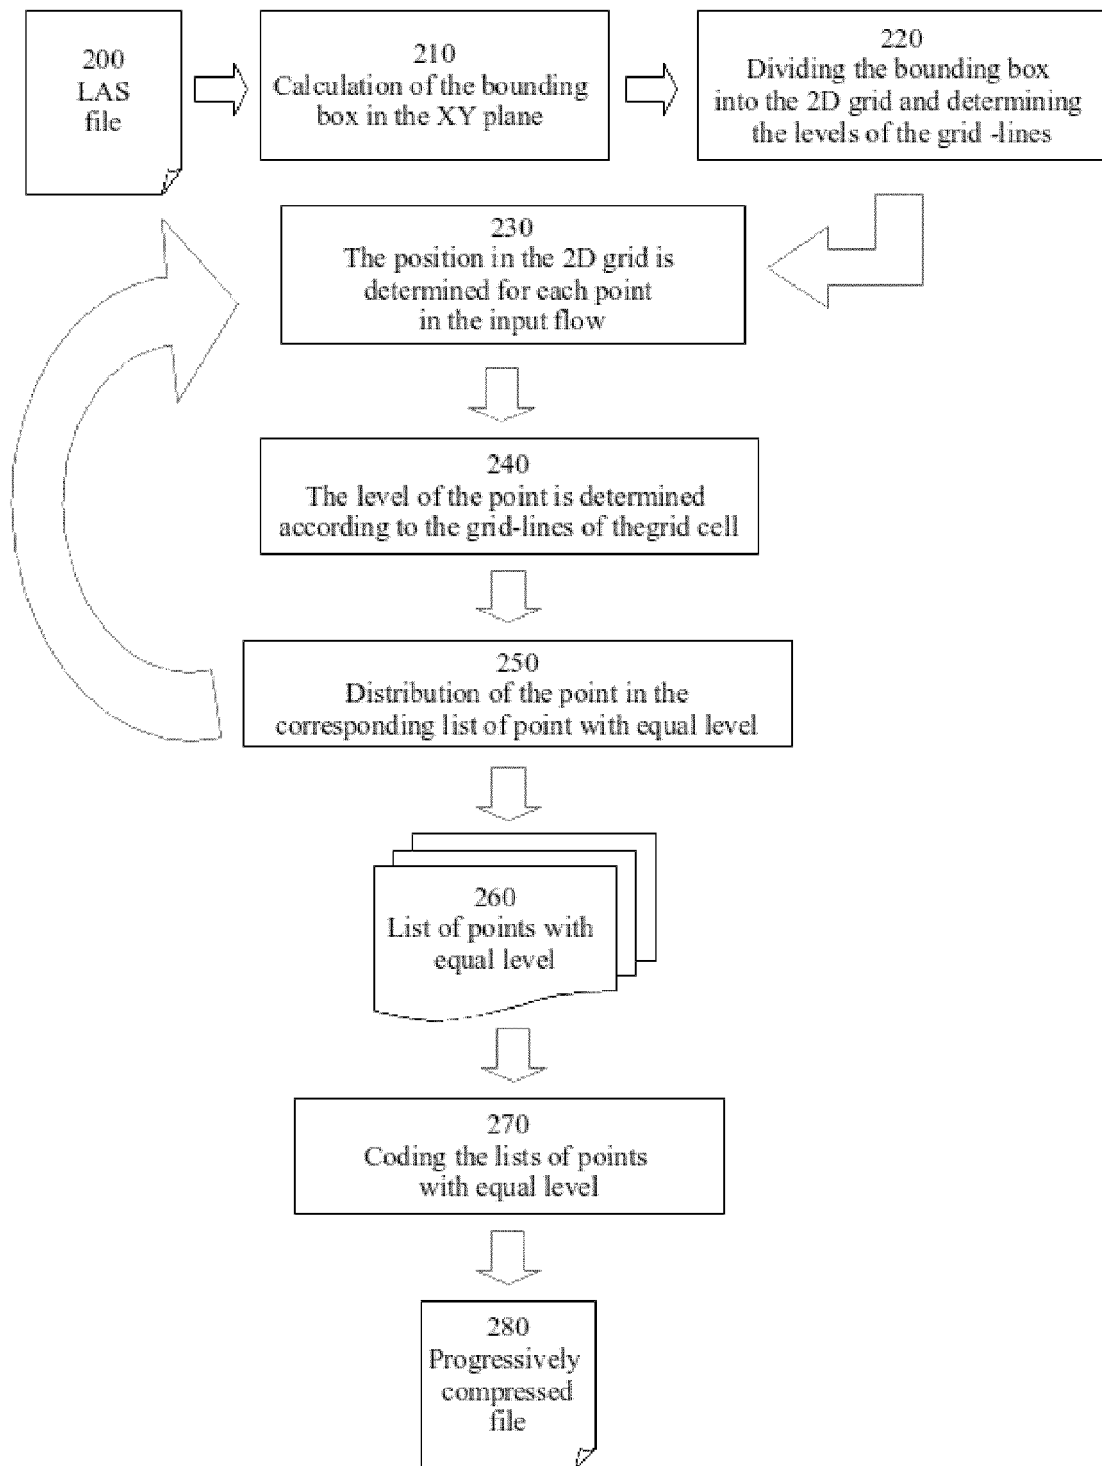 200
LAS
file
210
Calculation of the bounding
box in the XY plane
220
Dividing the bounding box
into the 2D grid and determining
the levels of the grid -lines
230
The position in the 2D grid is
determined for each point
in the input flow
240
The level of the point is determined
according to the grid-lines of thegrid cell
250
Distribution of the point in the
corresponding list of point with equal level
260
List of points with
equal level
270
Coding the lists of points
with equal level
280
Progressively
compressed
file